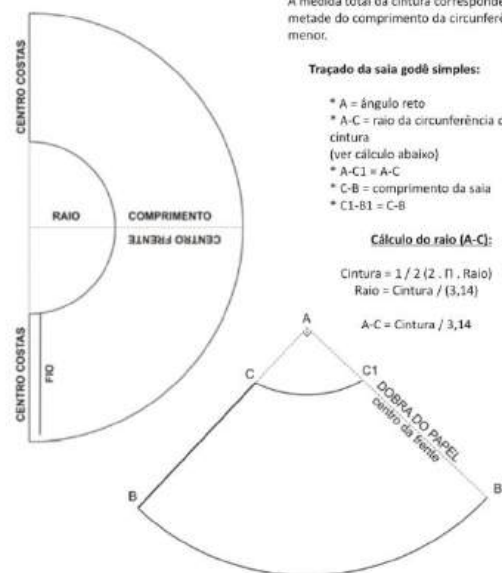 A medida total da cintura corresponde
metade do comprimento da
menor.
Traçado da saia godê simples:
* A = ângulo reto
* A-C = raio da circunferência
cintura
(ver cálculo abaixo)
* A-C1 = A-C
* C-B = comprimento da saia
* C1-B1 = C-B
Cálculo do raio (A-C):
Cintura = 1 / 2 (2 . П . Raio)
Raio = Cintura / (3,14)
A-C = Cintura / 3,14
CENTRO COSTAS
RAIO
COMPRIMENTO
CENTRO FRENTE
CENTRO COSTAS
FIO
A
C
C1
DOBRA DO PAPEL
centro da frente
B
B